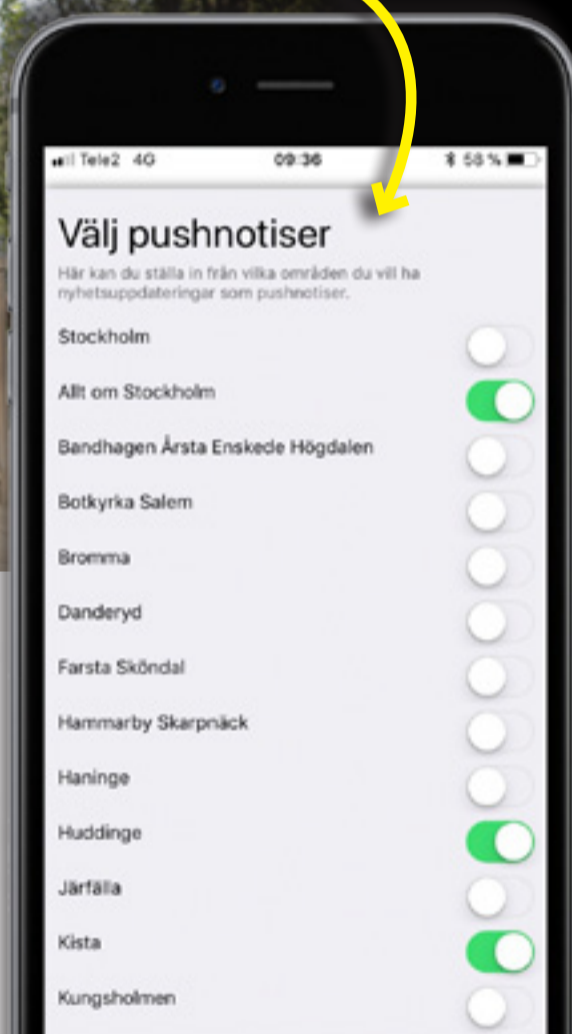 Tele2 4G 09:36 58 %
Välj pushnotiser
Här kan du ställa in från vilka områden du vill ha
nyhetsuppdateringar som pushnotiser.
Stockholm
Allt om Stockholm
Bandhagen Årsta Enskede Högdalen
Botkyrka Salem
Bromma
Danderyd
Farsta Sköndal
Hammarby Skarpnäck
Haninge
Huddinge
Järfälla
Kista
Kungsholmen